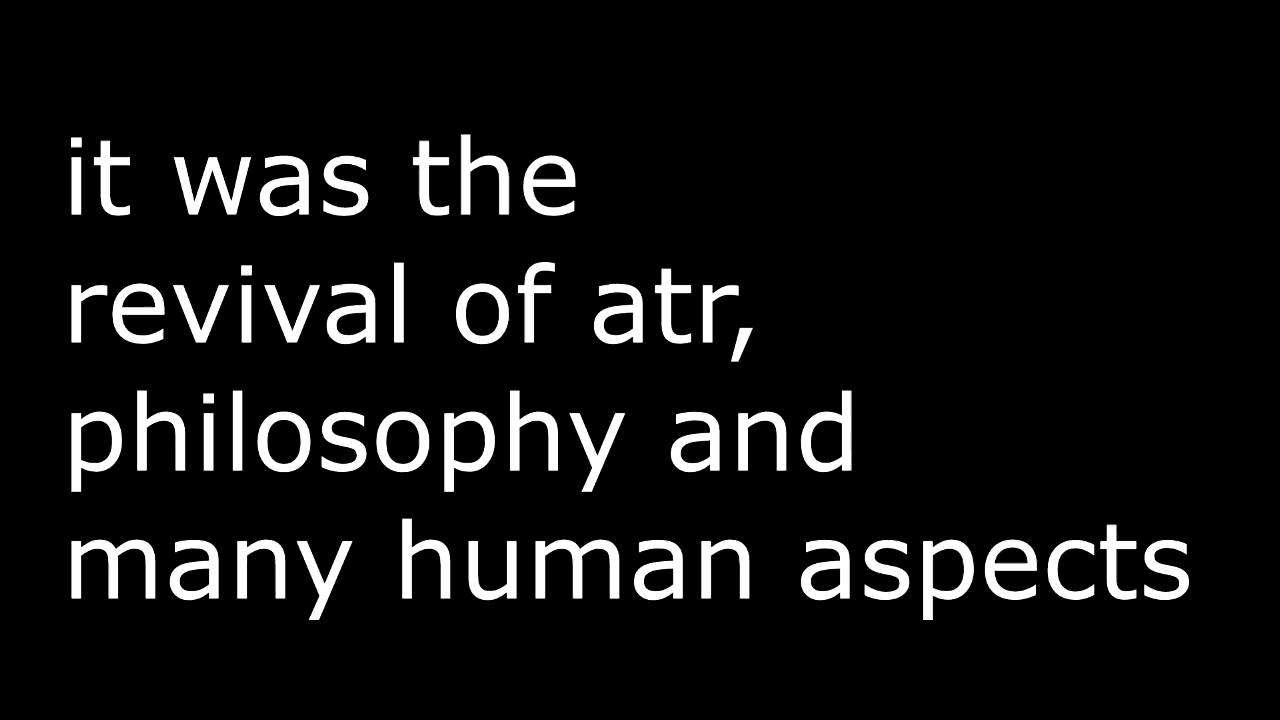 it was the
revival of atr,
philosophy and
many human aspects